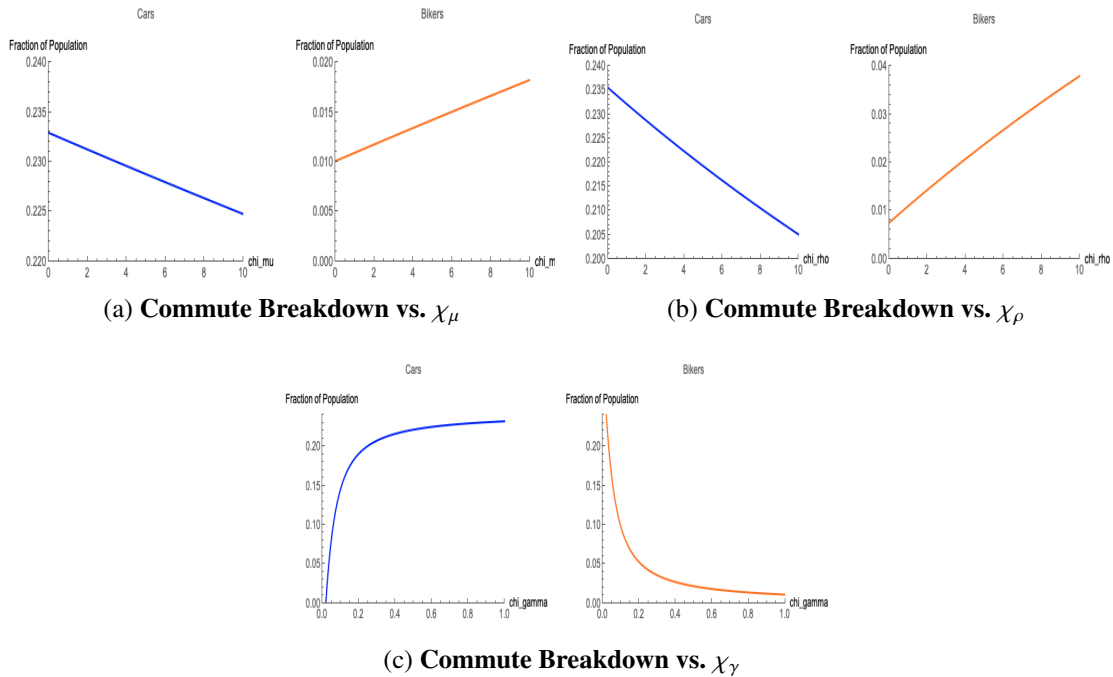 Cars
Fraction of Population
0.240
0.235
0.230
0.225
0.220
0 2 4 6 8 10
chi_mu
Bikers
Fraction of Population
0.020
0.015
0.010
0.005
0.000
0 2 4 6 8 10
chi_m
(a) Commute Breakdown vs. χμ
Cars
Fraction of Population
0.240
0.235
0.230
0.225
0.220
0.215
0.210
0.205
0.200
0 2 4 6 8 10
chi_rho
Bikers
Fraction of Population
0.04
0.03
0.02
0.01
0.00
0 2 4 6 8 10
chi_rho
(b) Commute Breakdown vs. χρ
Cars
Fraction of Population
0.20
0.15
0.10
0.05
0.00
0.0 0.2 0.4 0.6 0.8 1.0
chi_gamma
Bikers
Fraction of Population
0.20
0.15
0.10
0.05
0.00
0.0 0.2 0.4 0.6 0.8 1.0
chi_gamma
(c) Commute Breakdown vs. χγ